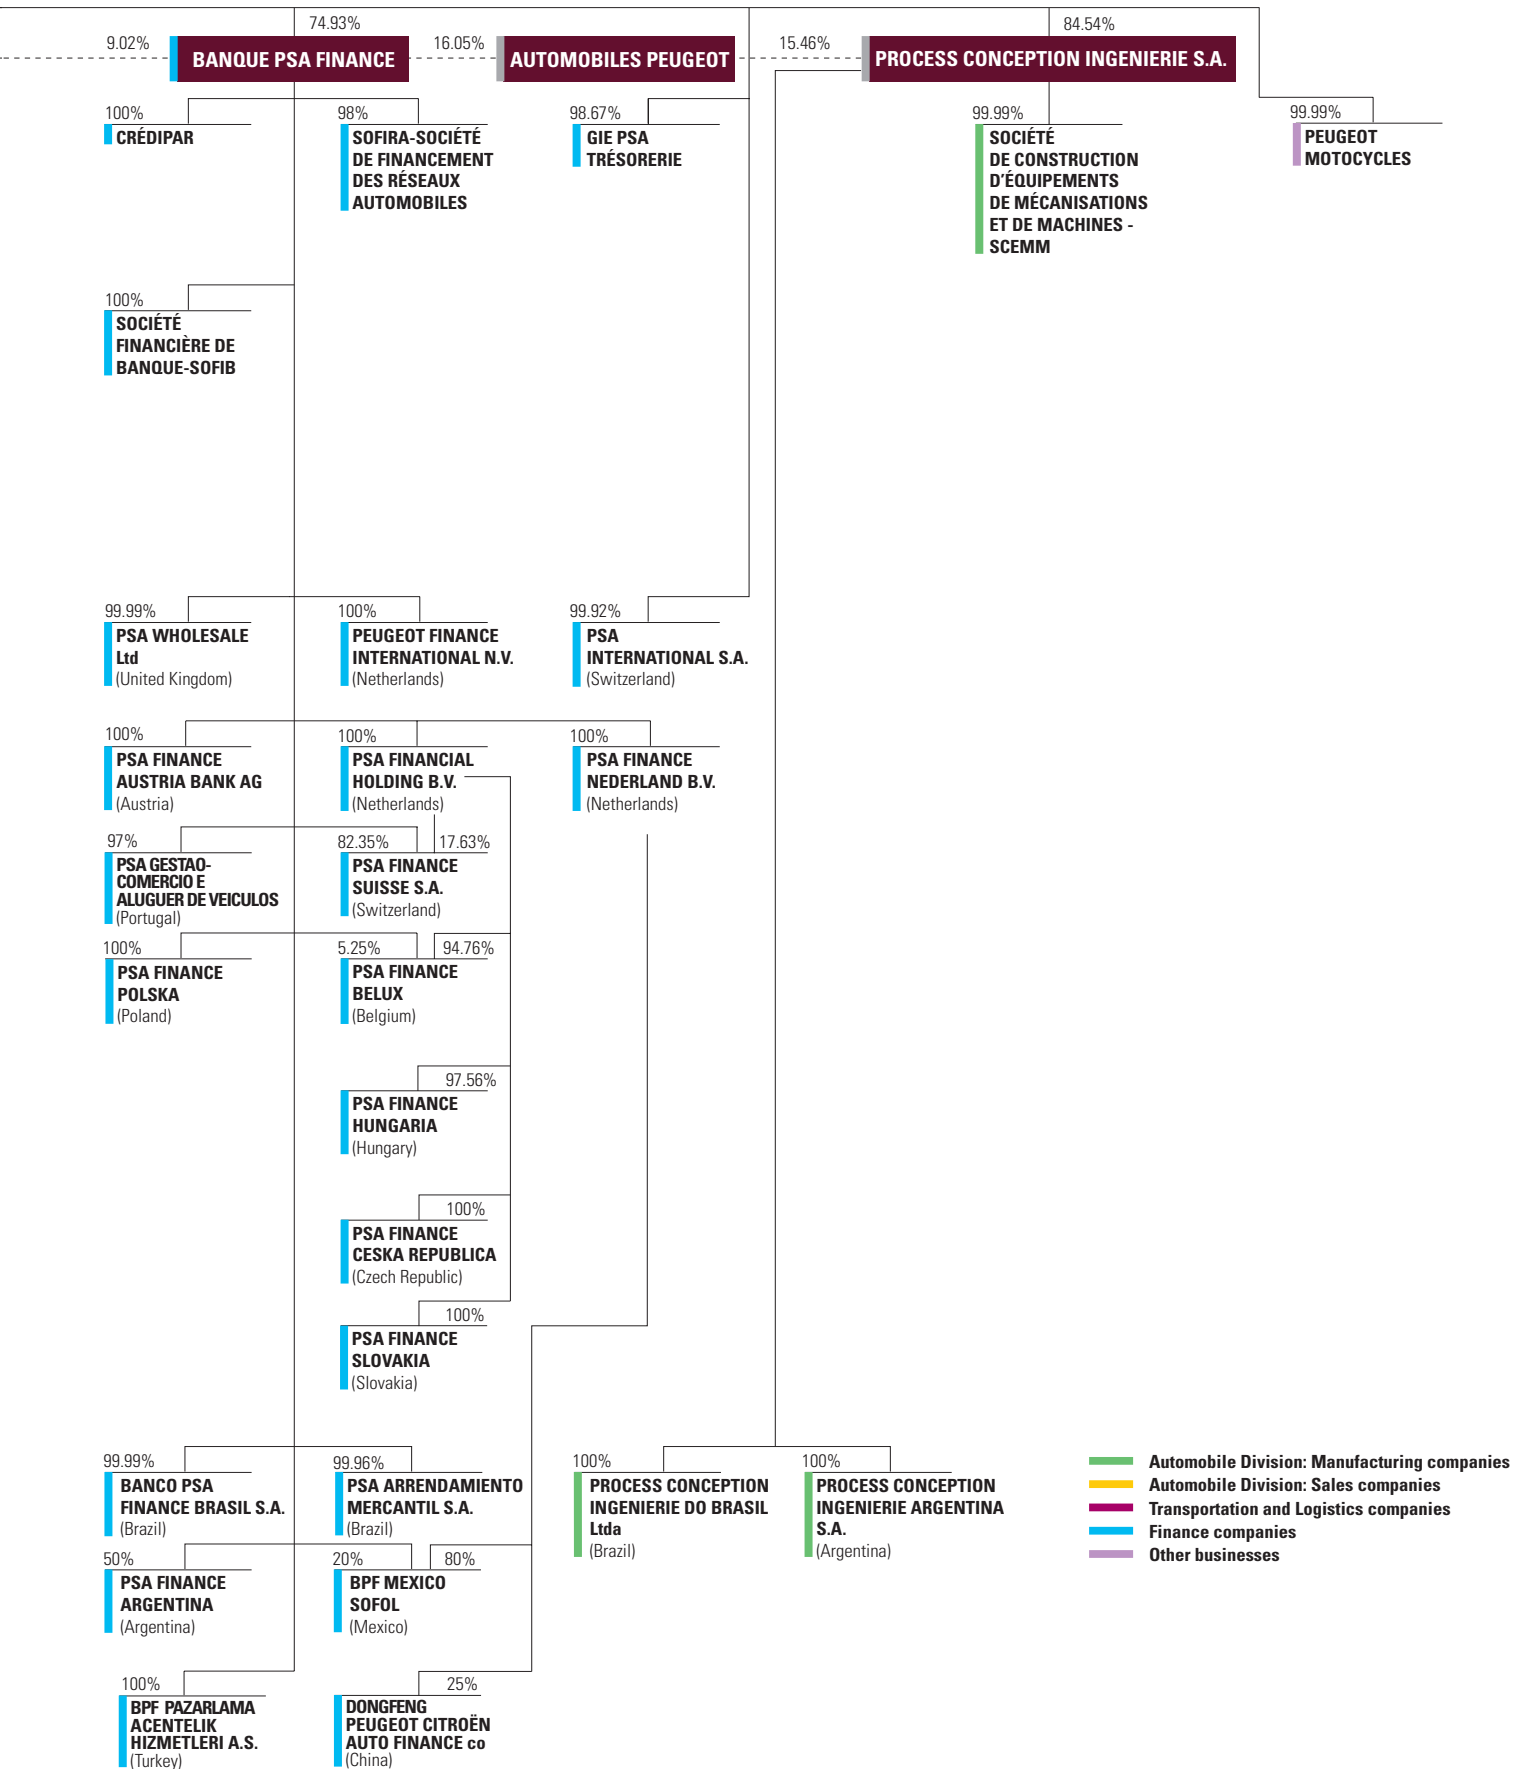 74.93%
84.54%
9.02%
BANQUE PSA FINANCE
16.05%
AUTOMOBILES PEUGEOT
15.46%
PROCESS CONCEPTION INGENIERIE S.A.
100%
CRÉDIPAR
98%
SOFIRA-SOCIÉTÉ
DE FINANCEMENT
DES RÉSEAUX
AUTOMOBILES
98.67%
GIE PSA
TRÉSORERIE
99.99%
SOCIÉTÉ
DE CONSTRUCTION
D'ÉQUIPEMENTS
DE MÉCANISATIONS
ET DE MACHINES -
SCEMM
99.99%
PEUGEOT
MOTOCYCLES
100%
SOCIÉTÉ
FINANCIÈRE DE
BANQUE-SOFIB
99.99%
PSA WHOLESALE
Ltd
(United Kingdom)
100%
PEUGEOT FINANCE
INTERNATIONAL N.V.
(Netherlands)
99.92%
PSA
INTERNATIONAL S.A.
(Switzerland)
100%
PSA FINANCE
AUSTRIA BANK AG
(Austria)
100%
PSA FINANCIAL
HOLDING B.V.
(Netherlands)
100%
PSA FINANCE
NEDERLAND B.V.
(Netherlands)
97%
PSA GESTAO-
COMERCIO E
ALUGUER DE VEICULOS
(Portugal)
82.35% 17.63%
PSA FINANCE
SUISSE S.A.
(Switzerland)
100%
PSA FINANCE
POLSKA
(Poland)
5.25% 94.76%
PSA FINANCE
BELUX
(Belgium)
97.56%
PSA FINANCE
HUNGARIA
(Hungary)
100%
PSA FINANCE
CESKA REPUBLICA
(Czech Republic)
100%
PSA FINANCE
SLOVAKIA
(Slovakia)
99.99%
BANCO PSA
FINANCE BRASIL S.A.
(Brazil)
99.96%
PSA ARRENDAMIENTO
MERCANTIL S.A.
(Brazil)
100%
PROCESS CONCEPTION
INGENIERIE DO BRASIL
Ltda
(Brazil)
100%
PROCESS CONCEPTION
INGENIERIE ARGENTINA
S.A.
(Argentina)
Automobile Division: Manufacturing companies
Automobile Division: Sales companies
Transportation and Logistics companies
Finance companies
Other businesses
50%
PSA FINANCE
ARGENTINA
(Argentina)
20% 80%
BPF MEXICO
SOFOL
(Mexico)
100%
BPF PAZARLAMA
ACENTELIK
HIZMETLERI A.S.
(Turkey)
25%
DONGFENG
PEUGEOT CITROËN
AUTO FINANCE co
(China)